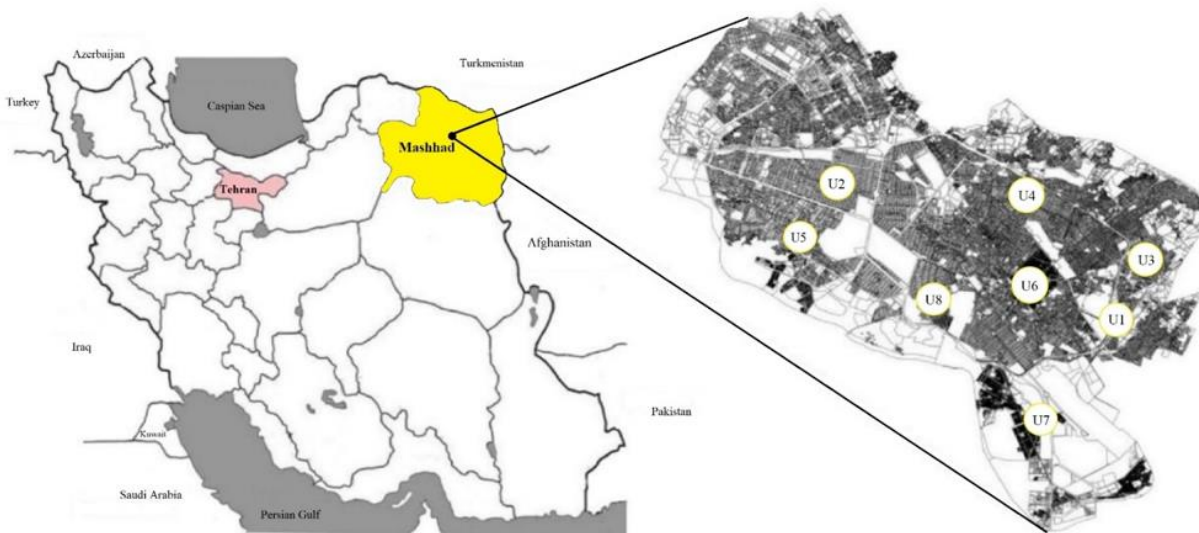 Azerbaijan
Turkmenistan
Turkey
Caspian Sea
Mashhad
Tehran
Afghanistan
Iraq
Pakistan
Kuwait
Saudi Arabia
Persian Gulf
U2
U4
U5
U3
U6
U8
U1
U7